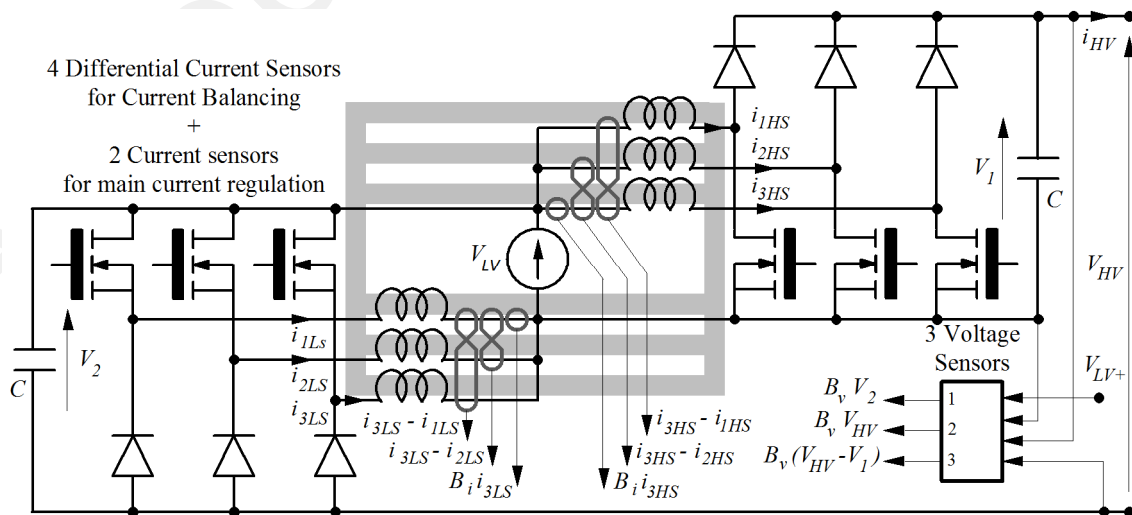 4 Differential Current Sensors
for Current Balancing
+
2 Current sensors
for main current regulation
i1HS
i2HS
i3HS
iHV
V1
C
VHV
VLV
C
V2
i1Ls
i2LS
i3LS
i3LS - i1LS
i3LS - i2LS
Bi i3LS
i3HS - i1HS
i3HS - i2HS
Bi i3HS
3 Voltage
Sensors
VLV+
Bv V2
1
Bv VHV
2
Bv (VHV - V1)
3